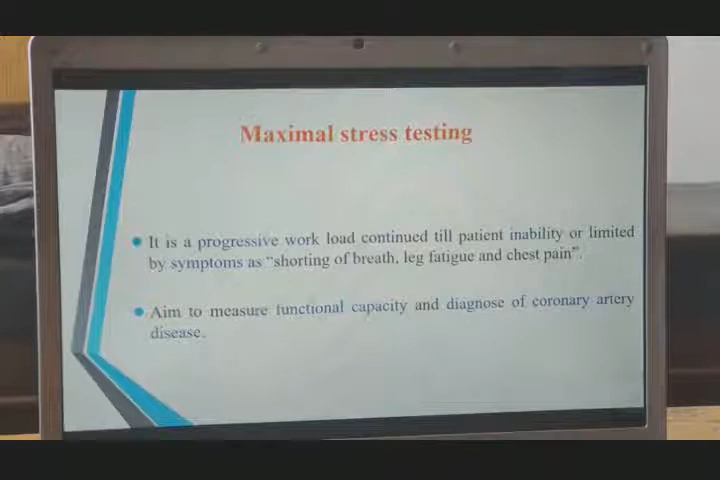 Maximal stress testing
It is a progressive work load continued till patient inability or limited
by symptoms as "shorting of breath, leg fatigue and chest pain".
Aim to measure functional capacity and diagnose of coronary artery
disease.